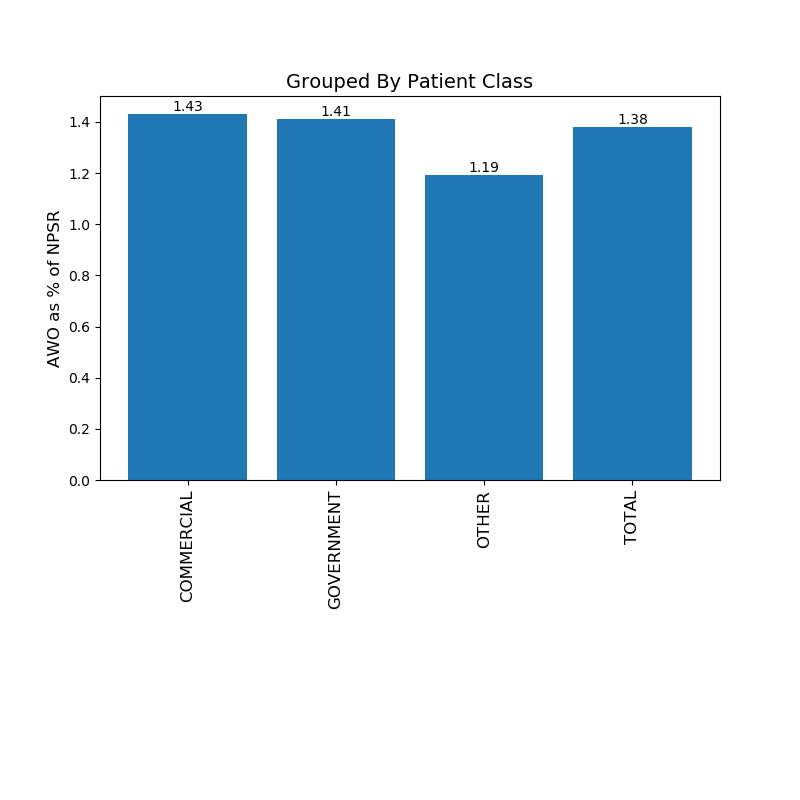 Grouped By Patient Class
AWO as % of NPSR
1.4
1.2
1.0
0.8
0.6
0.4
0.2
0.0
1.43
1.41
1.19
1.38
COMMERCIAL
GOVERNMENT
OTHER
TOTAL